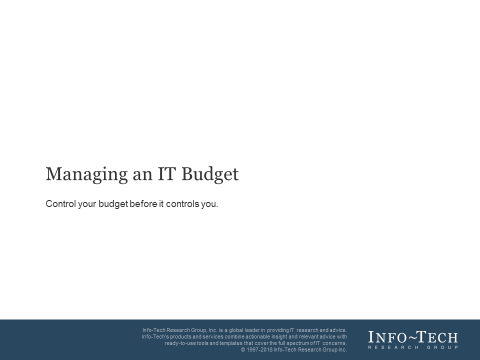 Managing an IT Budget
Control your budget before it controls you.
Info-Tech Research Group, Inc. is a global leader in providing IT research and advice.
Info-Tech's products and services combine actionable insight and relevant advice with
ready-to-use tools and templates that cover the full spectrum of IT concerns.
© 1997-2010 Info-Tech Research Group Inc.
INFO~TECH
RESEARCH GROUP